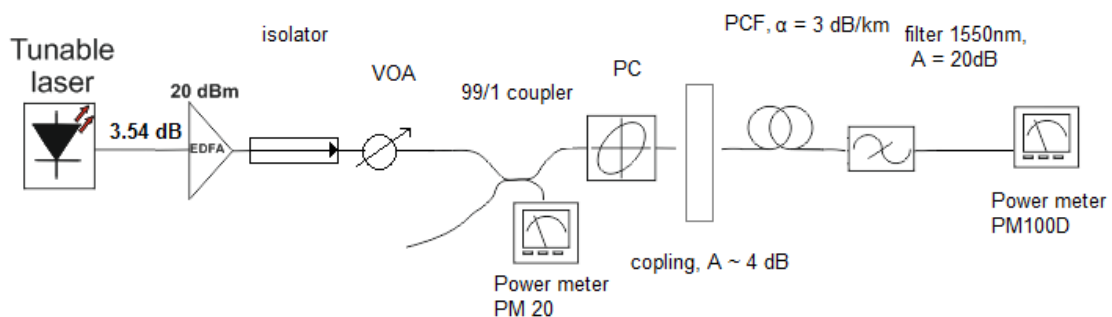 Tunable
laser
3.54 dB
20 dBm
EDFA
isolator
VOA
99/1 coupler
Power meter
PM 20
PC
copling, A ~ 4 dB
PCF, α = 3 dB/km
filter 1550nm,
A = 20dB
Power meter
PM100D